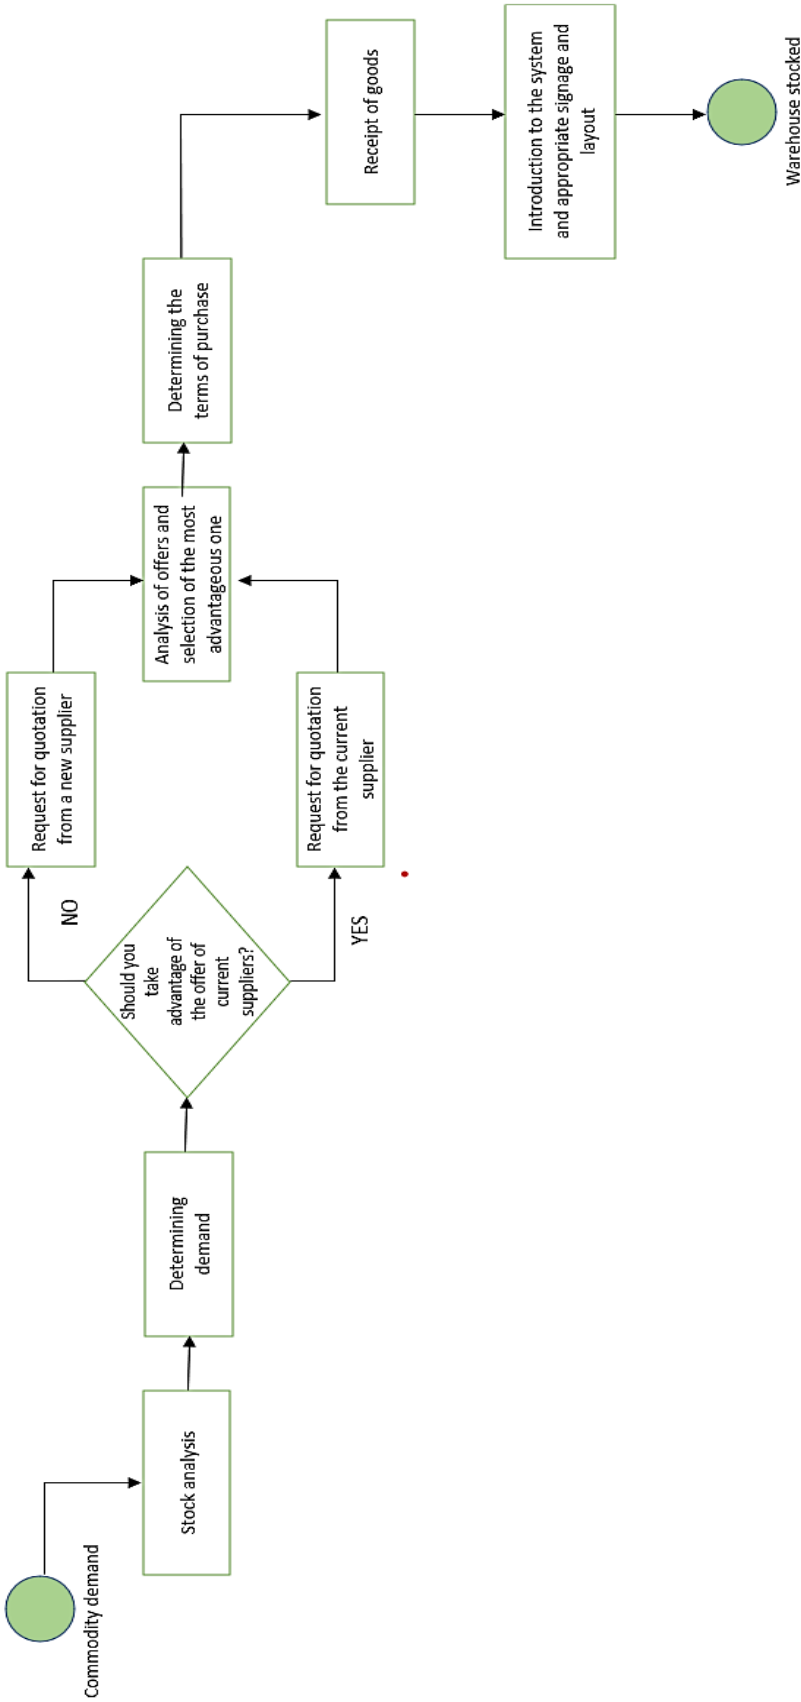 Commodity demand
Stock analysis
Determining
demand
Should you
take
advantage of
the offer of
current
suppliers?
NO
YES
Request for quotation
from a new supplier
Request for quotation
from the current
supplier
Analysis of offers and
selection of the most
advantageous one
Determining the
terms of purchase
Receipt of goods
Introduction to the system
and appropriate signage and
layout
Warehouse stocked